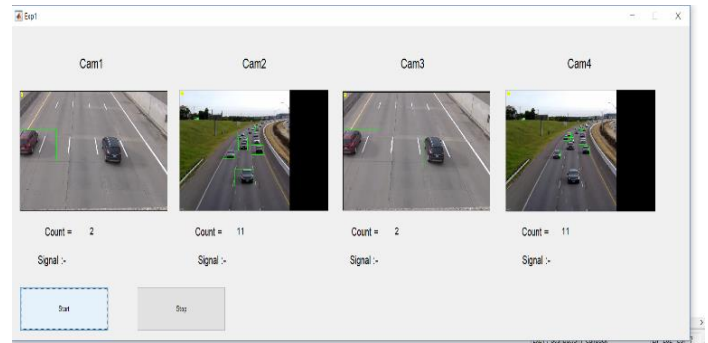 Exp1
Cam1 Cam2 Cam3 Cam4
Count = 2 Count = 11 Count = 2 Count = 11
Signal :- Signal :- Signal :- Signal :-
Start Stop